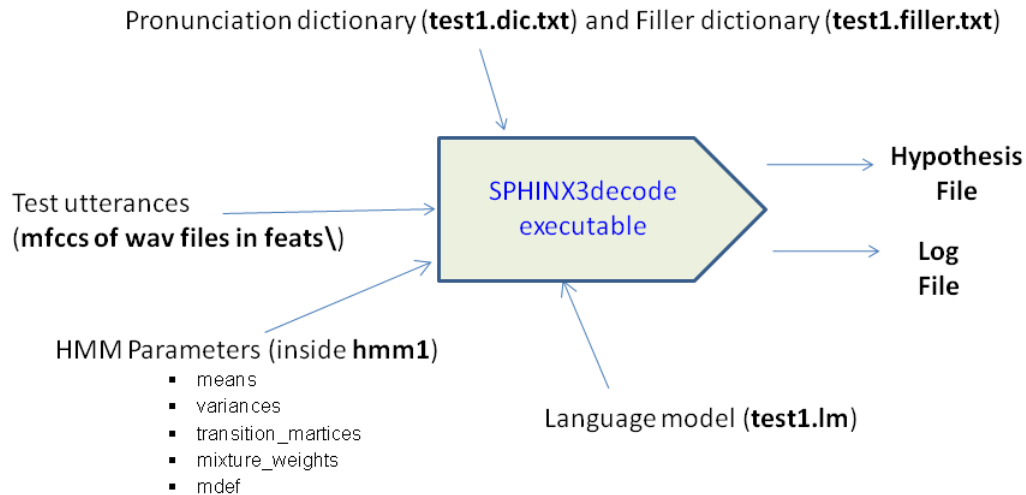 Pronunciation dictionary (test1.dic.txt) and Filler dictionary (test1.filler.txt)
SPHINX3decode
executable
Hypothesis
File
Log
File
Test utterances
(mfccs of wav files in feats\)
HMM Parameters (inside hmm1)
▪ means
▪ variances
▪ transition_martices
▪ mixture_weights
▪ mdef
Language model (test1.lm)